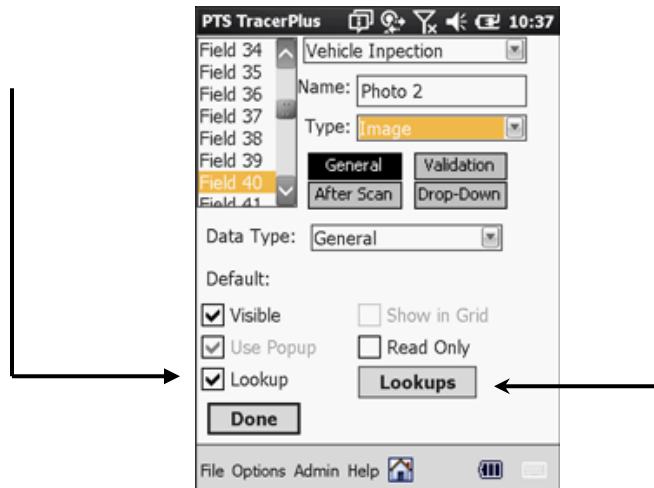 PTS TracerPlus 10:37
Field 34
Field 35
Field 36
Field 37
Field 38
Field 39
Field 40
Field 41
Vehicle Inpection
Name: Photo 2
Type: Image
General Validation
After Scan Drop-Down
Data Type: General
Default:
Visible Show in Grid
Use Popup Read Only
Lookup Lookups
Done
File Options Admin Help